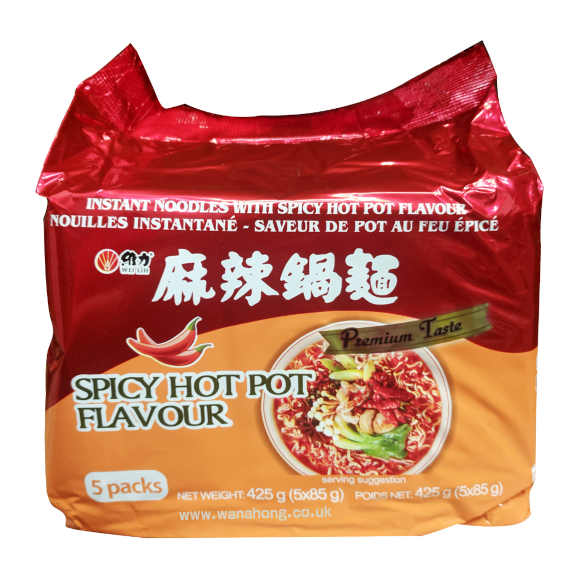 INSTANT NOODLES WITH SPICY HOT POT FLAVOUR
NOUILLES INSTANTANÉ - SAVEUR DE POT AU FEU ÉPICÉ
維力
WEI LIH
麻辣鍋麵
Premium Taste
SPICY HOT POT
FLAVOUR
serving suggestion
5 packs
NET WEIGHT: 425 g (5x85 g) POIDS NET: 425 g (5x85 g)
www.wanahong.co.uk